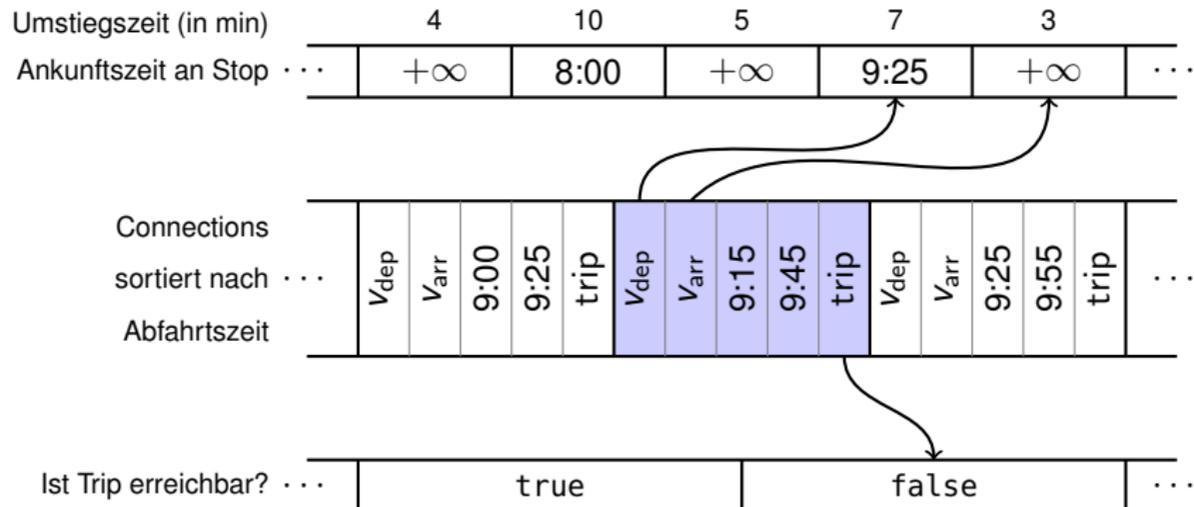 Umstiegszeit (in min) 4 10 5 7 3
Ankunftszeit an Stop ··· +∞ 8:00 +∞ 9:25 +∞ ···
Connections
sortiert nach ··· v_dep v_arr 9:00 9:25 trip v_dep v_arr 9:15 9:45 trip v_dep v_arr 9:25 9:55 trip ···
Abfahrtszeit
Ist Trip erreichbar? ··· true false ···